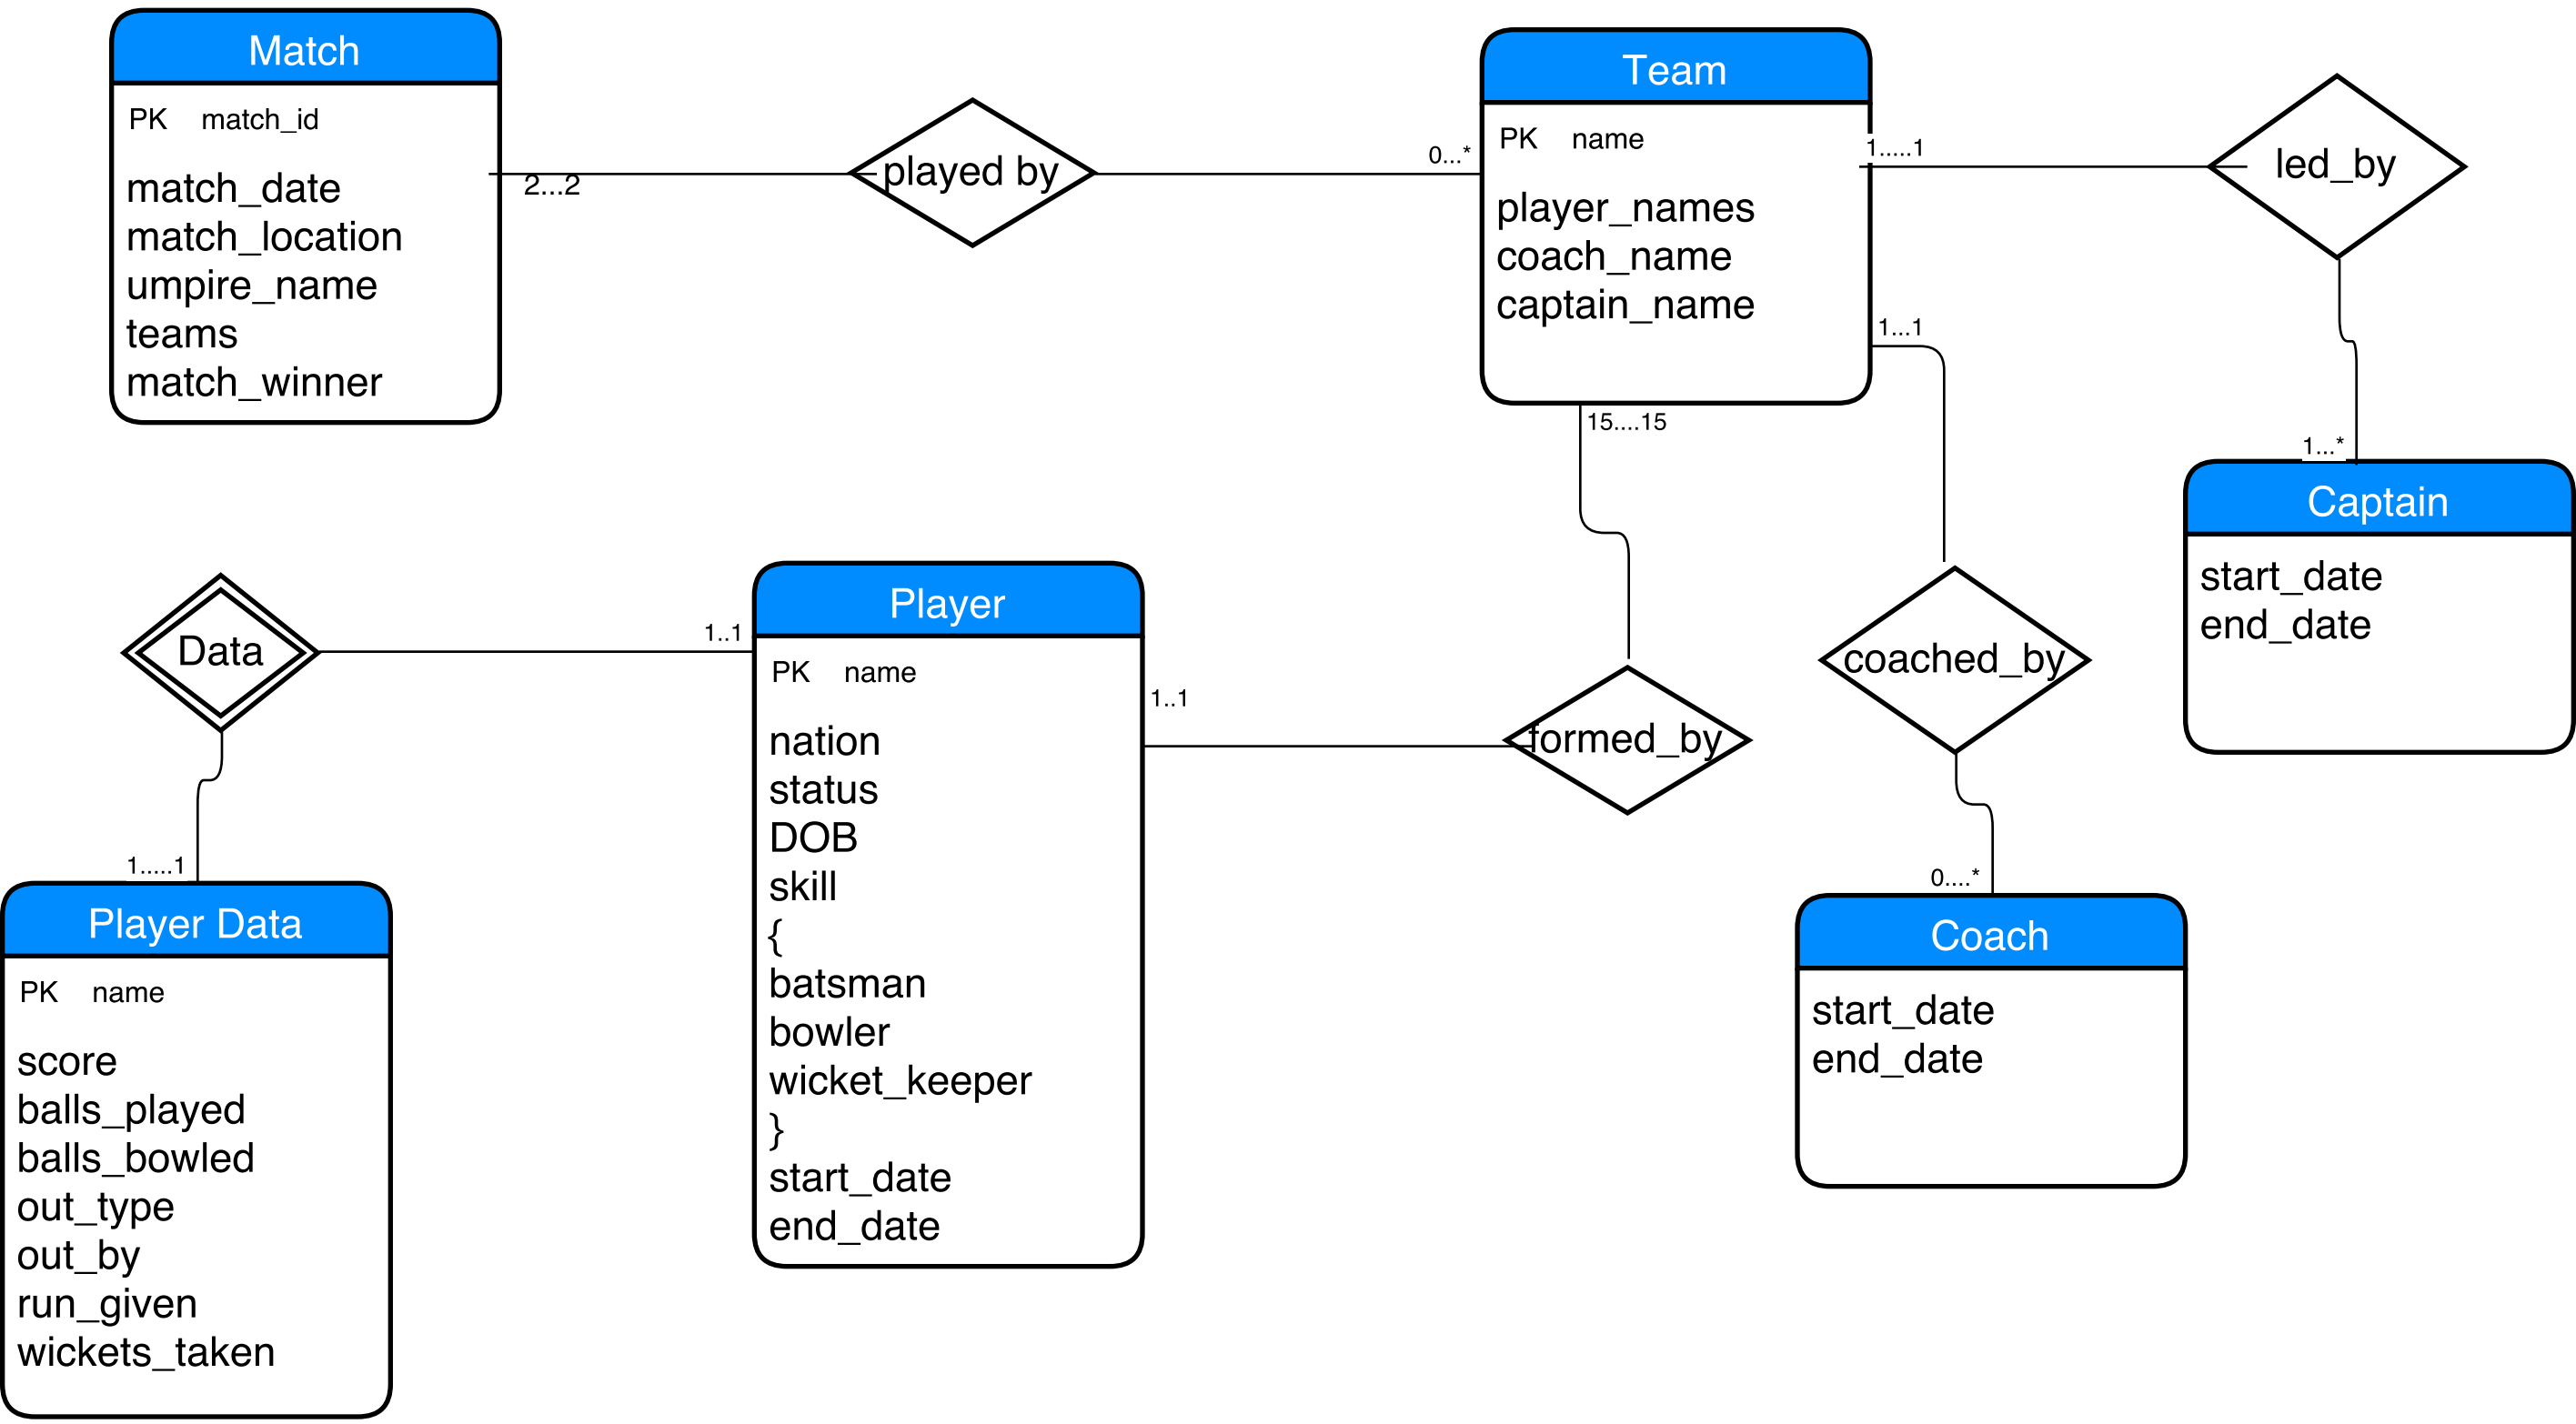 Match
PK match_id
match_date
match_location
umpire_name
teams
match_winner
2...2
played by
0...*
Team
PK name
player_names
coach_name
captain_name
1.....1
led_by
1...*
Captain
start_date
end_date
1...1
coached_by
0....*
Coach
start_date
end_date
15....15
formed_by
1..1
Player
PK name
nation
status
DOB
skill
{
batsman
bowler
wicket_keeper
}
start_date
end_date
1..1
Data
1.....1
Player Data
PK name
score
balls_played
balls_bowled
out_type
out_by
run_given
wickets_taken